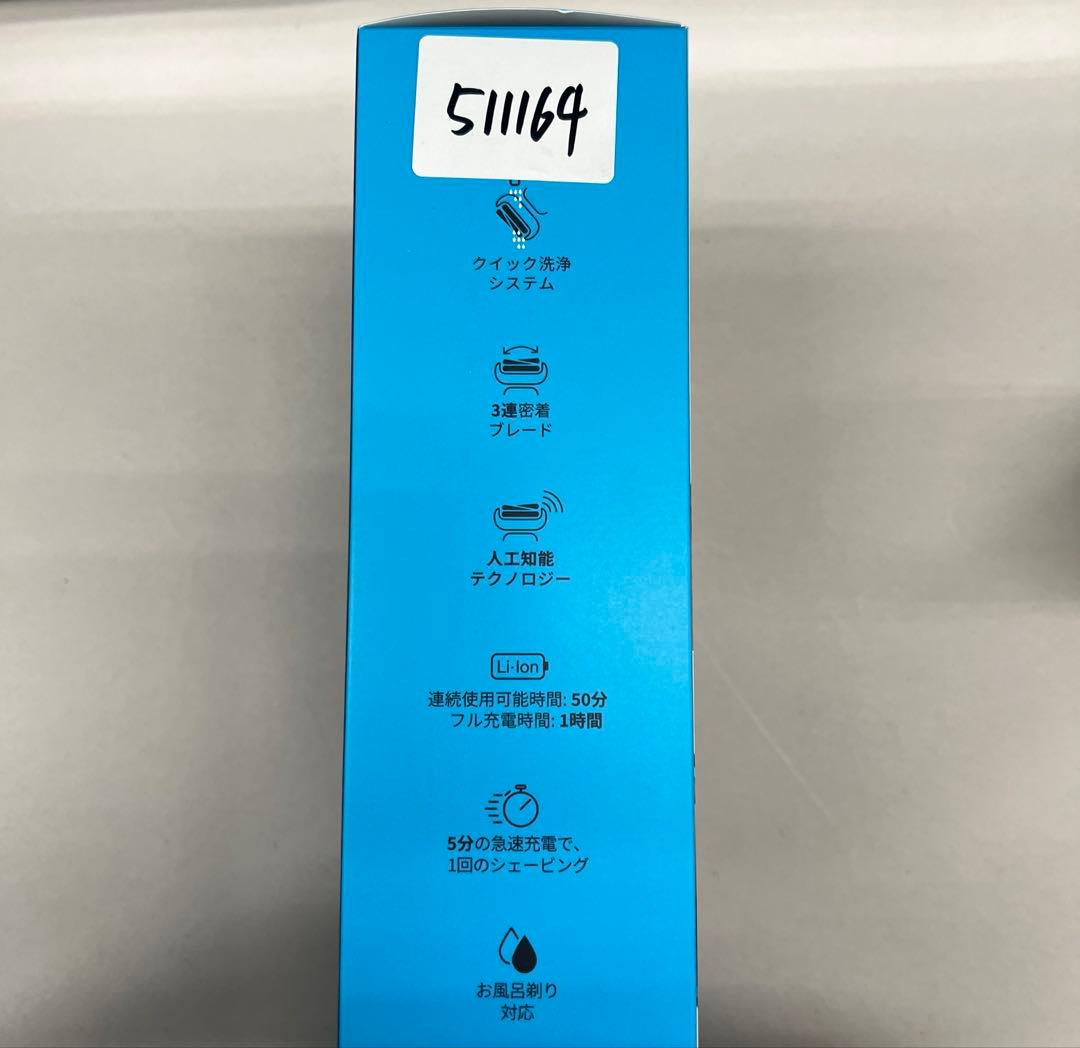 511164
クイック洗浄
システム
3連密着
ブレード
人工知能
テクノロジー
Li-Ion
連続使用可能時間: 50分
フル充電時間: 1時間
5分の急速充電で、
1回のシェービング
お風呂剃り
対応